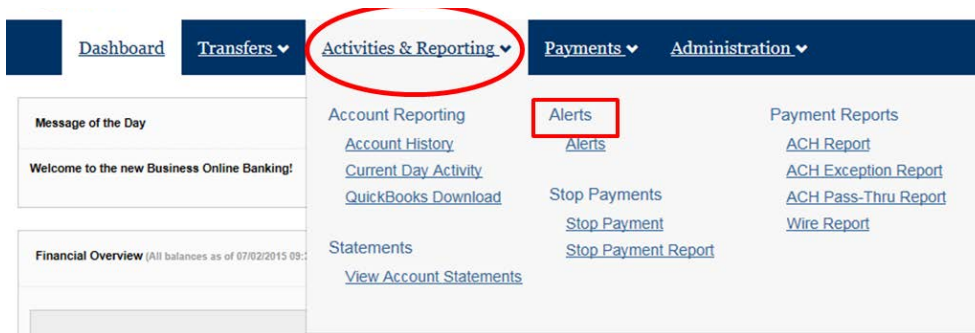 Dashboard Transfers Activities & Reporting Payments Administration
Message of the Day
Welcome to the new Business Online Banking!
Financial Overview (All balances as of 07/02/2015 09:
Account Reporting
Account History
Current Day Activity
QuickBooks Download
Statements
View Account Statements
Alerts
Alerts
Stop Payments
Stop Payment
Stop Payment Report
Payment Reports
ACH Report
ACH Exception Report
ACH Pass-Thru Report
Wire Report